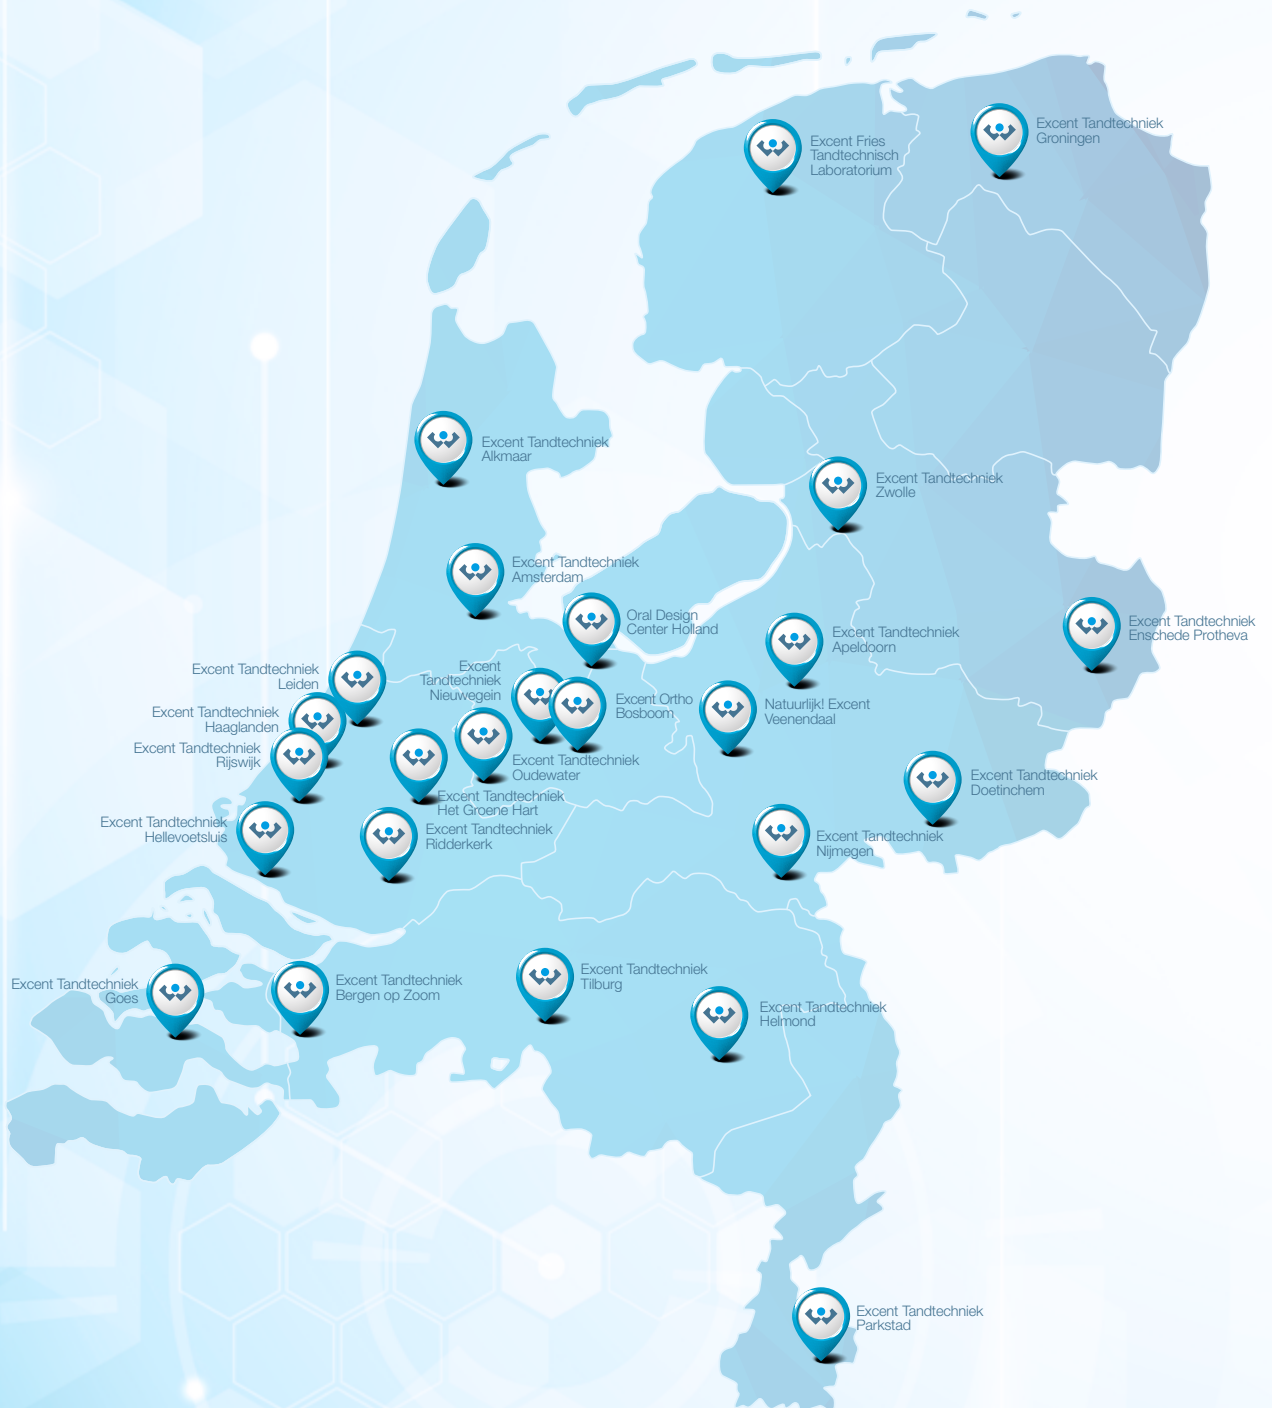 Excent Tandtechniek
Groningen
Excent Fries
Tandtechnisch
Laboratorium
Excent Tandtechniek
Alkmaar
Excent Tandtechniek
Zwolle
Excent Tandtechniek
Amsterdam
Oral Design
Center Holland
Excent Tandtechniek
Enschede Protheva
Excent Tandtechniek
Apeldoorn
Excent Tandtechniek
Leiden
Excent
Tandtechniek
Nieuwegein
Excent Ortho
Bosboom
Natuurlijk! Excent
Veenendaal
Excent Tandtechniek
Haaglanden
Excent Tandtechniek
Rijswijk
Excent Tandtechniek
Oudewater
Excent Tandtechniek
Doetinchem
Excent Tandtechniek
Het Groene Hart
Excent Tandtechniek
Hellevoetsluis
Excent Tandtechniek
Ridderkerk
Excent Tandtechniek
Nijmegen
Excent Tandtechniek
Goes
Excent Tandtechniek
Bergen op Zoom
Excent Tandtechniek
Tilburg
Excent Tandtechniek
Helmond
Excent Tandtechniek
Parkstad